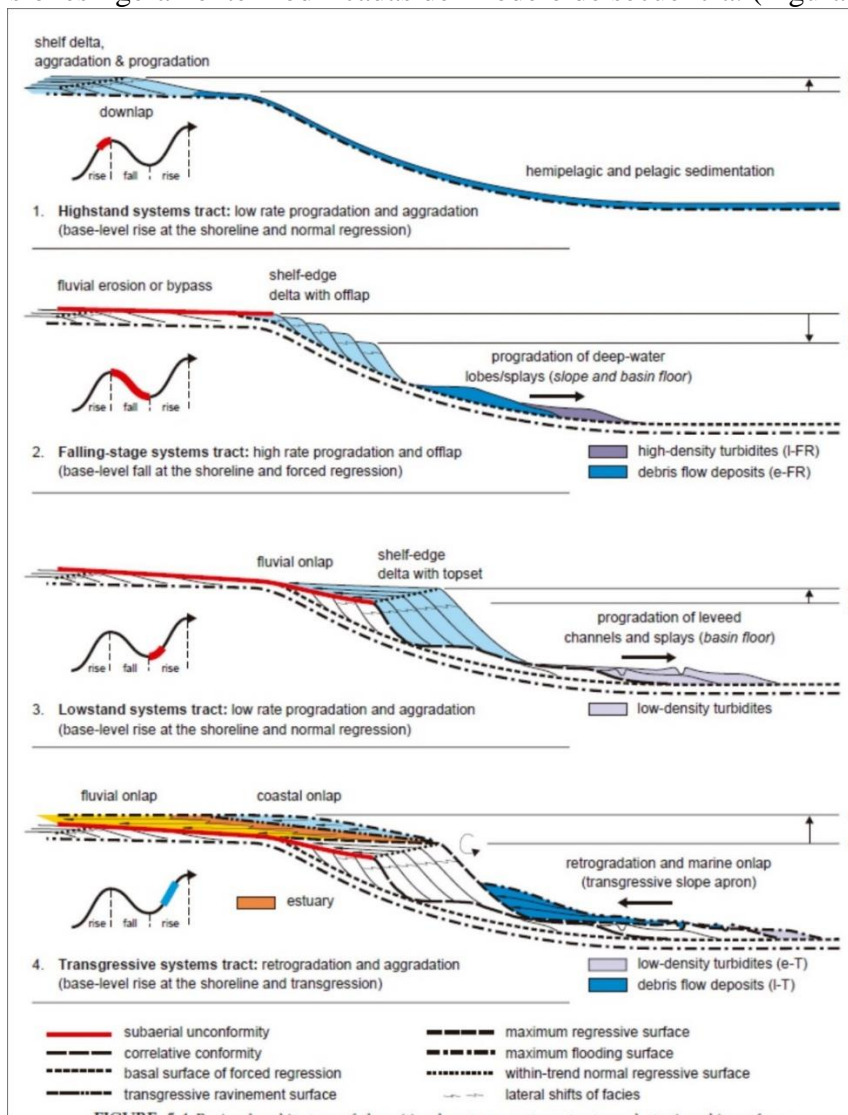 shelf delta,
aggradation & progradation
downlap
rise fall rise
hemipelagic and pelagic sedimentation
1. Highstand systems tract: low rate progradation and aggradation
(base-level rise at the shoreline and normal regression)
fluvial erosion or bypass
shelf-edge
delta with offlap
progradation of deep-water
lobes/splays (slope and basin floor)
rise fall rise
2. Falling-stage systems tract: high rate progradation and offlap
(base-level fall at the shoreline and forced regression)
high-density turbidites (l-FR)
debris flow deposits (e-FR)
fluvial onlap
shelf-edge
delta with topset
progradation of leveed
channels and splays (basin floor)
rise fall rise
3. Lowstand systems tract: low rate progradation and aggradation
(base-level rise at the shoreline and normal regression)
low-density turbidites
fluvial onlap
coastal onlap
retrogradation and marine onlap
(transgressive slope apron)
rise fall rise
estuary
4. Transgressive systems tract: retrogradation and aggradation
(base-level rise at the shoreline and transgression)
low-density turbidites (e-T)
debris flow deposits (l-T)
subaerial unconformity
correlative conformity
basal surface of forced regression
transgressive ravinement surface
maximum regressive surface
maximum flooding surface
within-trend normal regressive surface
lateral shifts of facies